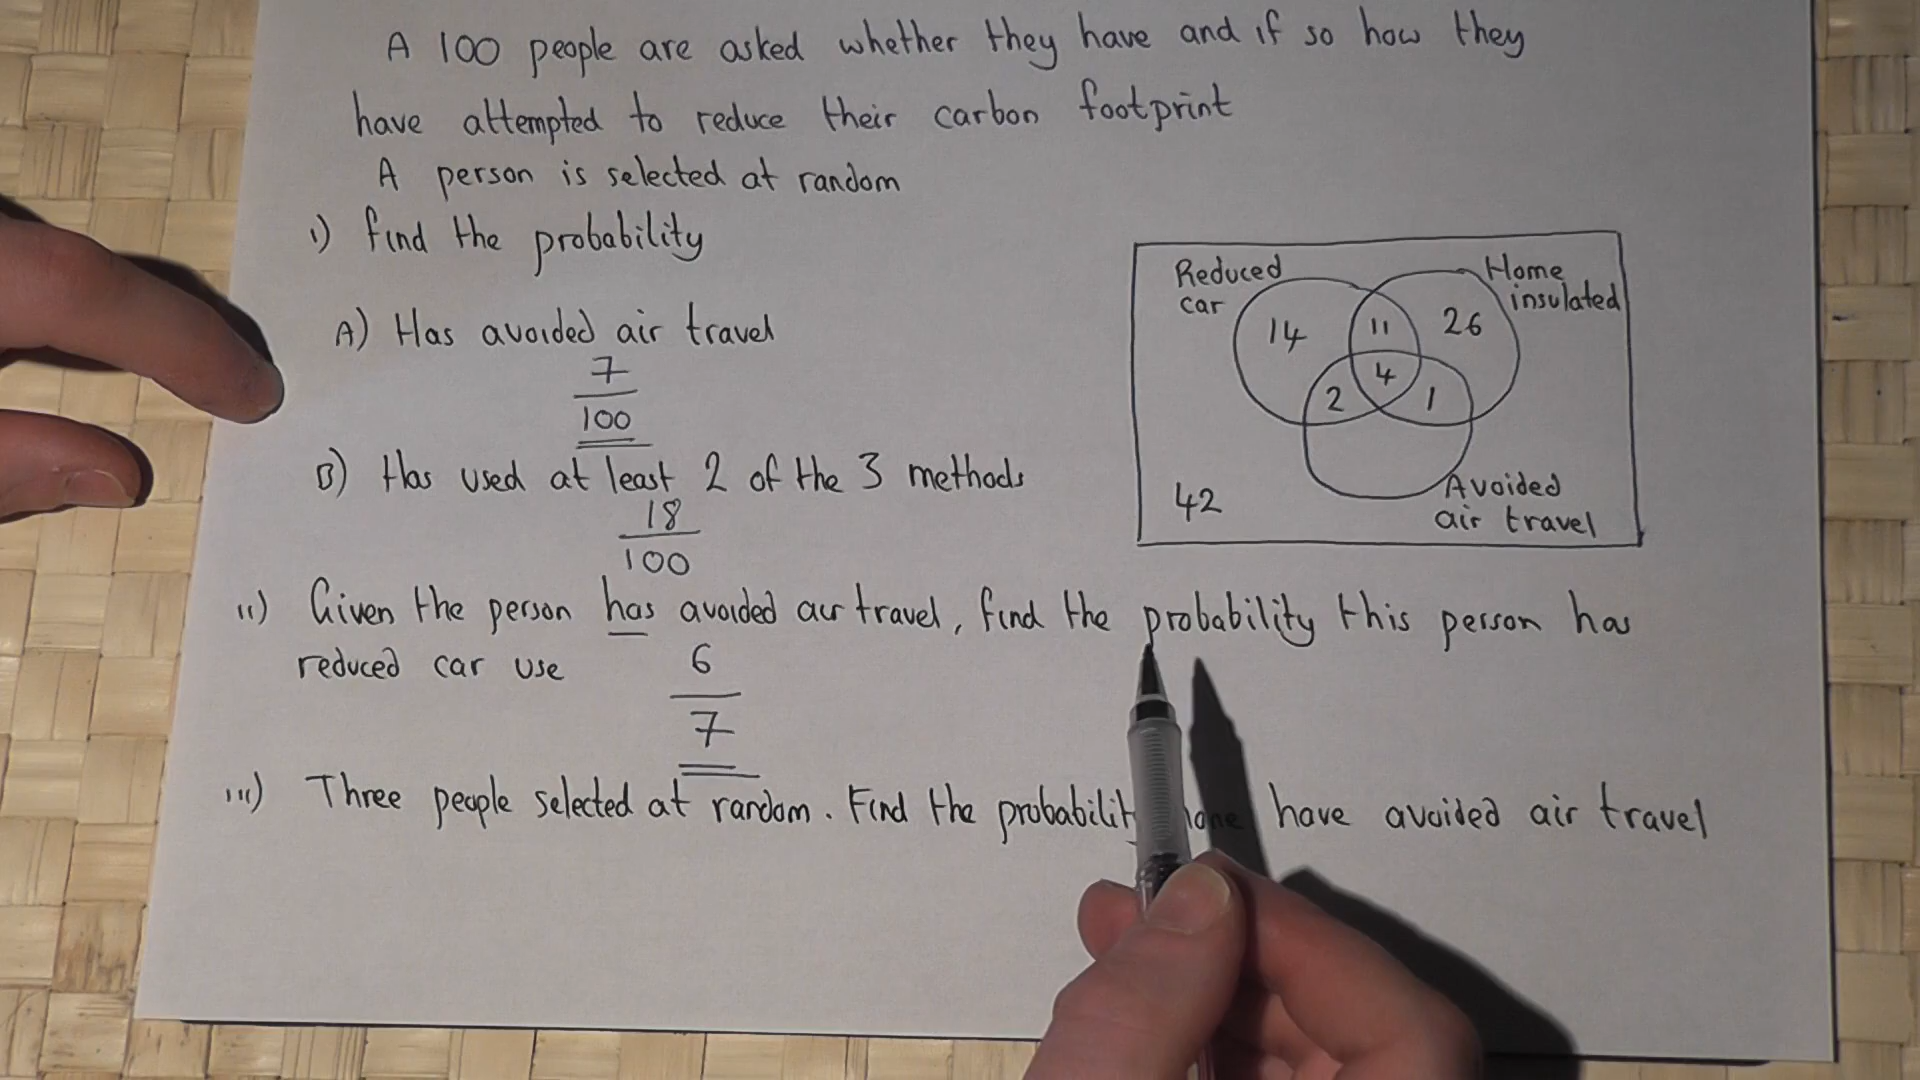 A 100 people are asked whether they have and if so how they
have attempted to reduce their carbon footprint
A person is selected at random
i) find the probability
A) Has avoided air travel
7
100
B) Has used at least 2 of the 3 methods
18
100
Reduced
car
Home
insulated
14
11
26
4
2
1
42
Avoided
air travel
ii) Given the person has avoided air travel, find the probability this person has
reduced car use
6
7
iii) Three people selected at random. Find the probability none have avoided air travel